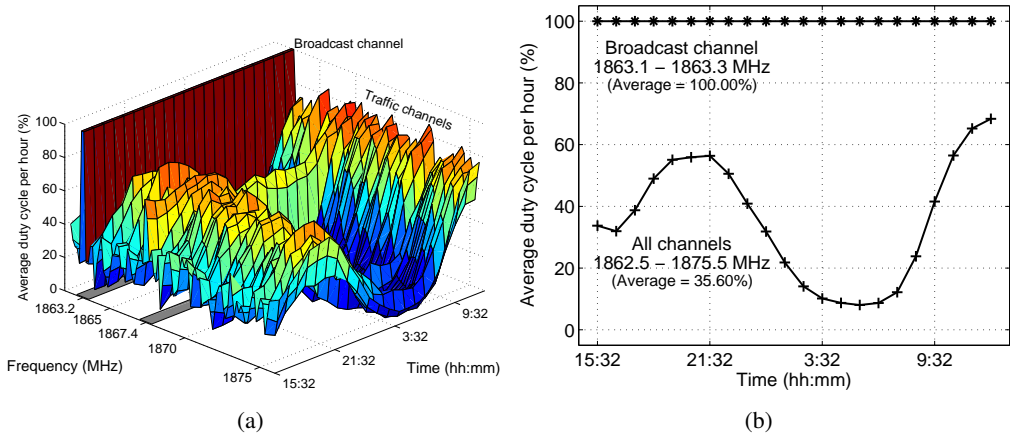 Broadcast channel
Traffic channels
Average duty cycle per hour (%)
100
80
60
40
20
0
1863.2
1865
1867.4
1870
1875
Frequency (MHz)
15:32
21:32
3:32
9:32
Time (hh:mm)
(a)
Average duty cycle per hour (%)
100
80
60
40
20
0
Broadcast channel
1863.1 – 1863.3 MHz
(Average = 100.00%)
All channels
1862.5 – 1875.5 MHz
(Average = 35.60%)
15:32
21:32
3:32
9:32
Time (hh:mm)
(b)